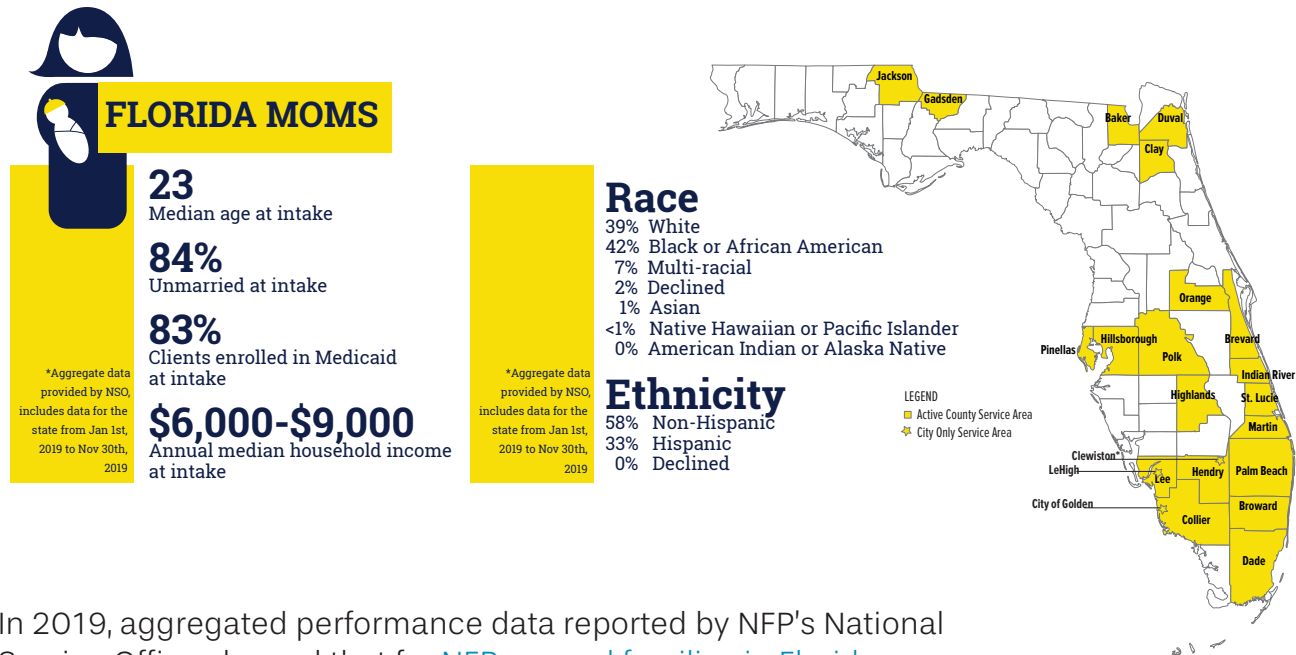 FLORIDA MOMS
23
Median age at intake
84%
Unmarried at intake
83%
Clients enrolled in Medicaid
at intake
$6,000-$9,000
Annual median household income
at intake
*Aggregate data
provided by NSO,
includes data for the
state from Jan 1st,
2019 to Nov 30th,
2019
*Aggregate data
provided by NSO,
includes data for the
state from Jan 1st,
2019 to Nov 30th,
2019
Race
39% White
42% Black or African American
7% Multi-racial
2% Declined
1% Asian
<1% Native Hawaiian or Pacific Islander
0% American Indian or Alaska Native
Ethnicity
58% Non-Hispanic
33% Hispanic
0% Declined
Jackson
Gadsden
Baker
Duval
Clay
Orange
Hillsborough
Brevard
Pinellas
Polk
Indian River
Highlands
St. Lucie
Martin
LEGEND
Active County Service Area
City Only Service Area
Clewiston*
LeHigh
Lee
Hendry
Palm Beach
City of Golden
Broward
Collier
Dade
In 2019, aggregated performance data reported by NFP's National